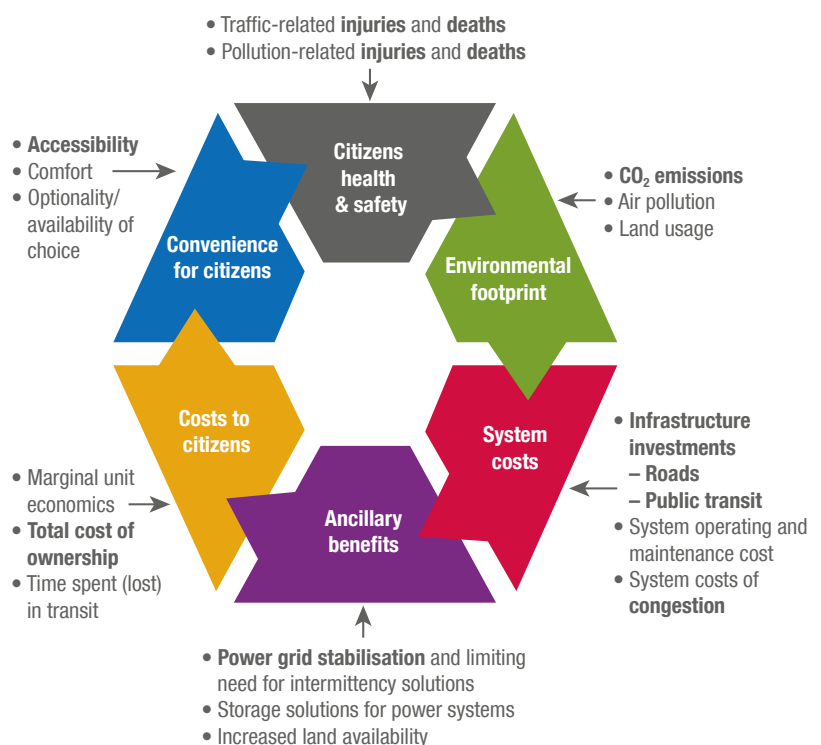 • Traffic-related injuries and deaths
• Pollution-related injuries and deaths
Citizens
health
& safety
• Accessibility
• Comfort
• Optionality/
availability of
choice
Convenience
for citizens
• CO₂ emissions
• Air pollution
• Land usage
Environmental
footprint
Costs to
citizens
• Marginal unit
economics
• Total cost of
ownership
• Time spent (lost)
in transit
System
costs
• Infrastructure
investments
– Roads
– Public transit
• System operating and
maintenance cost
• System costs of
congestion
Ancillary
benefits
• Power grid stabilisation and limiting
need for intermittency solutions
• Storage solutions for power systems
• Increased land availability